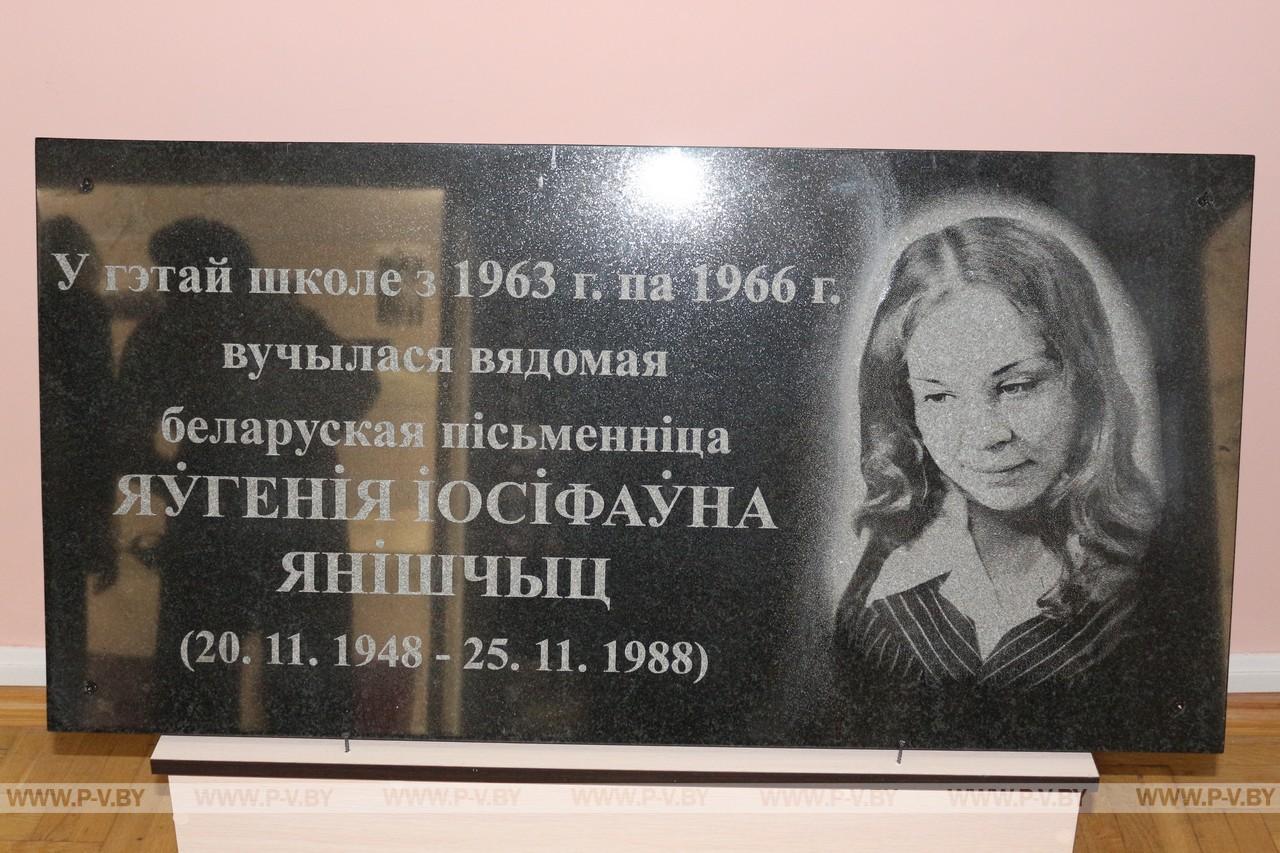 У гэтай школе з 1963 г. па 1966 г.
вучылася вядомая
беларуская пісьменніца
ЯЎГЕНІЯ ІОСІФАЎНА
ЯНІШЧЫЦ
(20. 11. 1948 - 25. 11. 1988)
WWW.P-V.BY WWW.P-V.BY WWW.P-V.BY WWW.P-V.BY WWW.P-V.BY WWW.P-V.BY WWW.P-V.BY